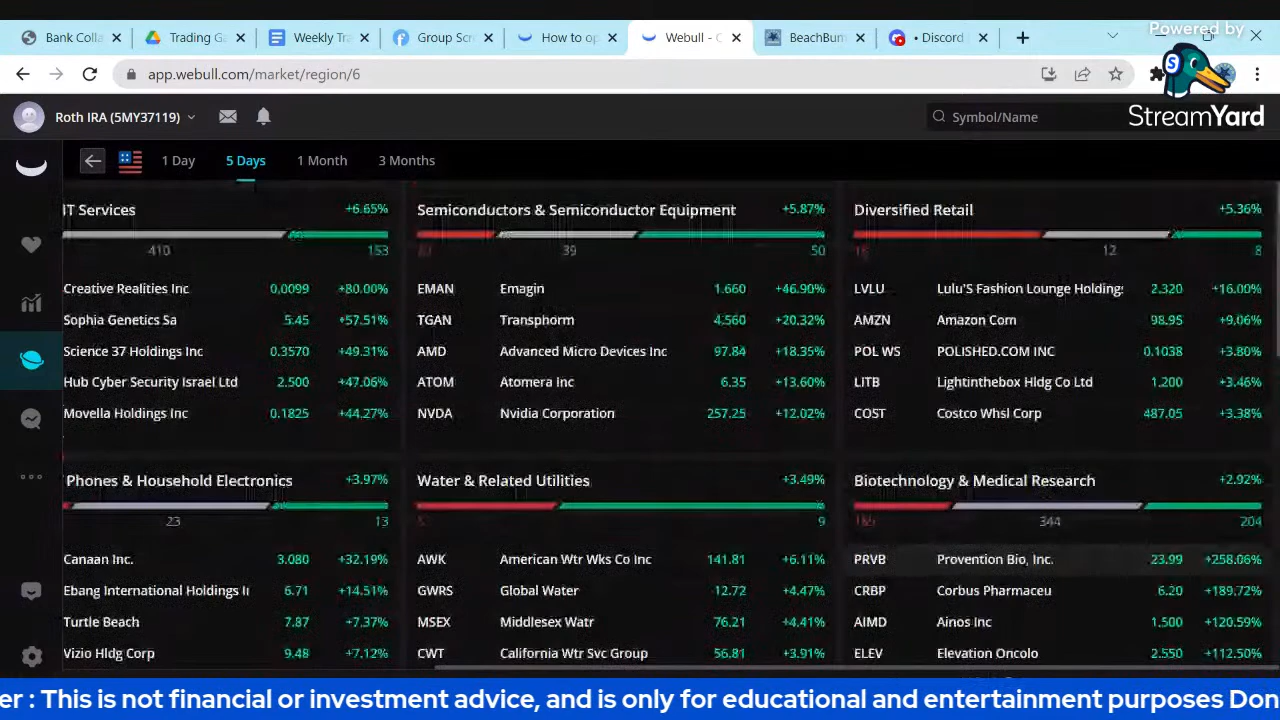 Powered by
StreamYard
Bank Colla
Trading Ga
Weekly Tra
Group Scr
How to op
Webull - C
BeachBum
• Discord
app.webull.com/market/region/6
Roth IRA (5MY37119)
Symbol/Name
1 Day
5 Days
1 Month
3 Months
IT Services +6.65%
410 153
Creative Realities Inc 0.0099 +80.00%
Sophia Genetics Sa 5.45 +57.51%
Science 37 Holdings Inc 0.3570 +49.31%
Hub Cyber Security Israel Ltd 2.500 +47.06%
Movella Holdings Inc 0.1825 +44.27%
Semiconductors & Semiconductor Equipment +5.87%
39 50
EMAN Emagin 1.660 +46.90%
TGAN Transphorm 4.560 +20.32%
AMD Advanced Micro Devices Inc 97.84 +18.35%
ATOM Atomera Inc 6.35 +13.60%
NVDA Nvidia Corporation 257.25 +12.02%
Diversified Retail +5.36%
12 8
LVLU Lulu'S Fashion Lounge Holdings 2.320 +16.00%
AMZN Amazon Com 98.95 +9.06%
POL WS POLISHED.COM INC 0.1038 +3.80%
LITB Lightinthebox Hldg Co Ltd 1.200 +3.46%
COST Costco Whsl Corp 487.05 +3.38%
Phones & Household Electronics +3.97%
23 13
Canaan Inc. 3.080 +32.19%
Ebang International Holdings 6.71 +14.51%
Turtle Beach 7.87 +7.37%
Vizio Hldg Corp 9.48 +7.12%
Water & Related Utilities +3.49%
9
AWK American Wtr Wks Co Inc 141.81 +6.11%
GWRS Global Water 12.72 +4.47%
MSEX Middlesex Watr 76.21 +4.41%
CWT California Wtr Svc Group 56.81 +3.91%
Biotechnology & Medical Research +2.92%
344 204
PRVB Provention Bio, Inc. 23.99 +258.06%
CRBP Corbus Pharmaceu 6.20 +189.72%
AIMD Ainos Inc 1.500 +120.59%
ELEV Elevation Oncolo 2.550 +112.50%
er : This is not financial or investment advice, and is only for educational and entertainment purposes Don